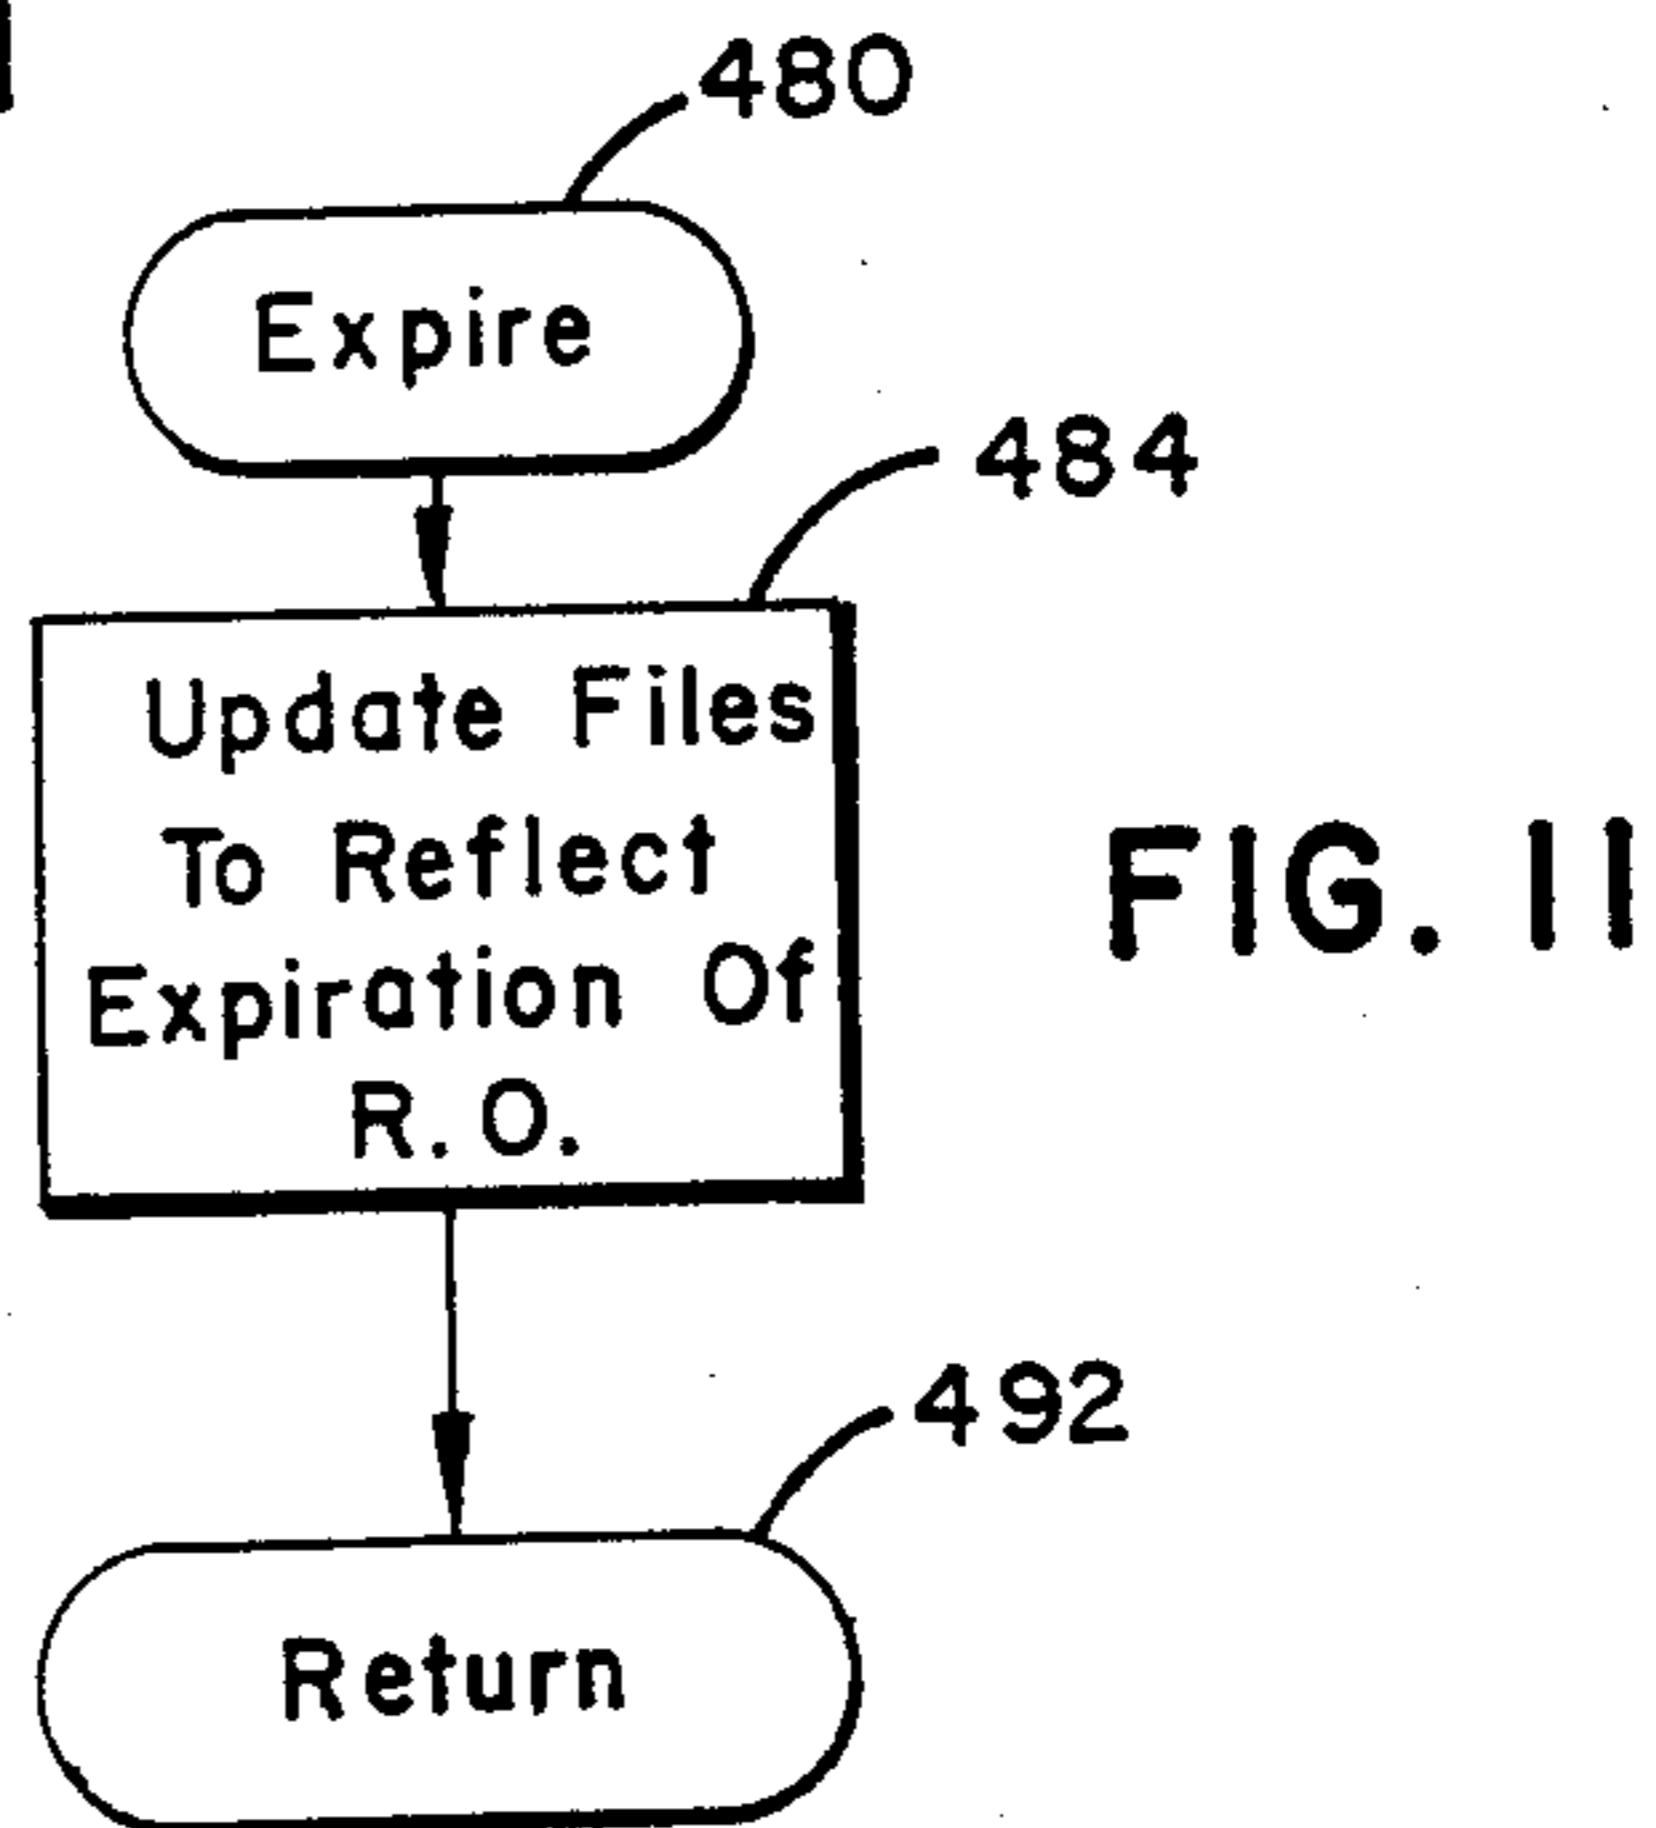 480
Expire
484
Update Files
To Reflect
Expiration Of
R.O.
FIG. 11
492
Return